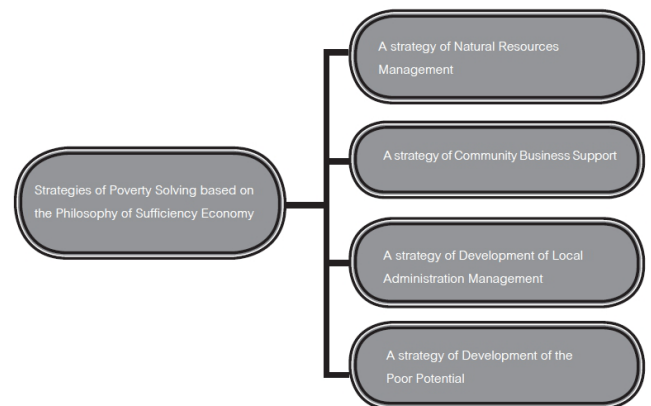 Strategies of Poverty Solving based on
the Philosophy of Sufficiency Economy
A strategy of Natural Resources
Management
A strategy of Community Business Support
A strategy of Development of Local
Administration Management
A strategy of Development of the
Poor Potential